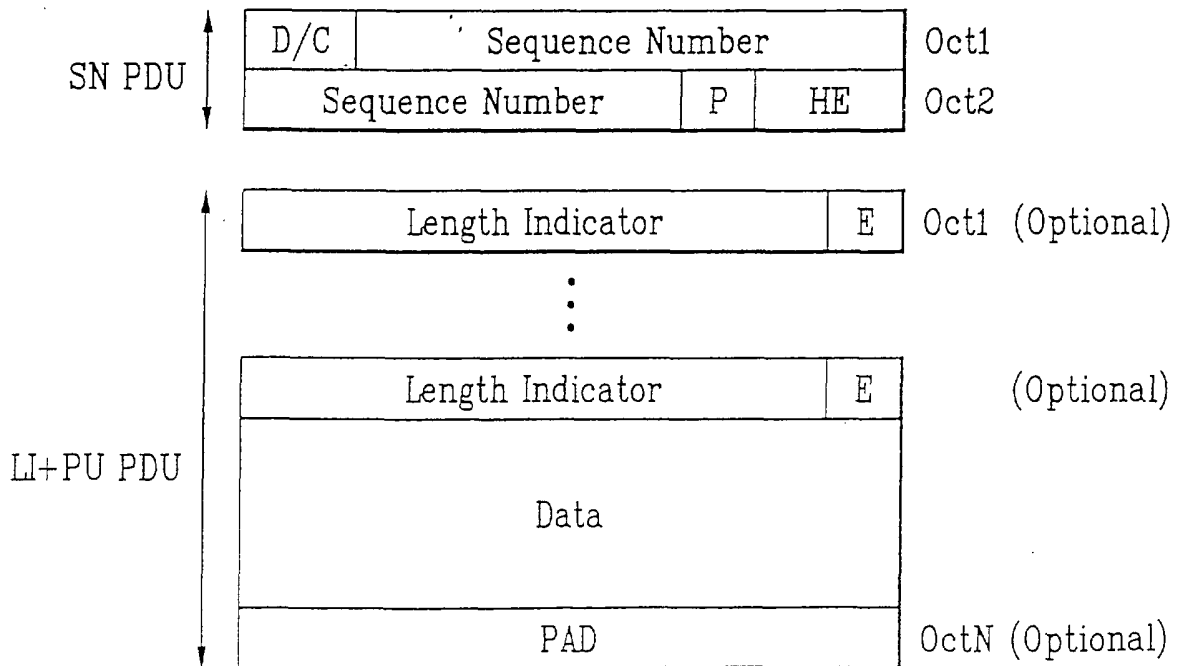 D/C Sequence Number Oct1
SN PDU
Sequence Number P HE Oct2
Length Indicator E Oct1 (Optional)
Length Indicator E (Optional)
LI+PU PDU
Data
PAD OctN (Optional)